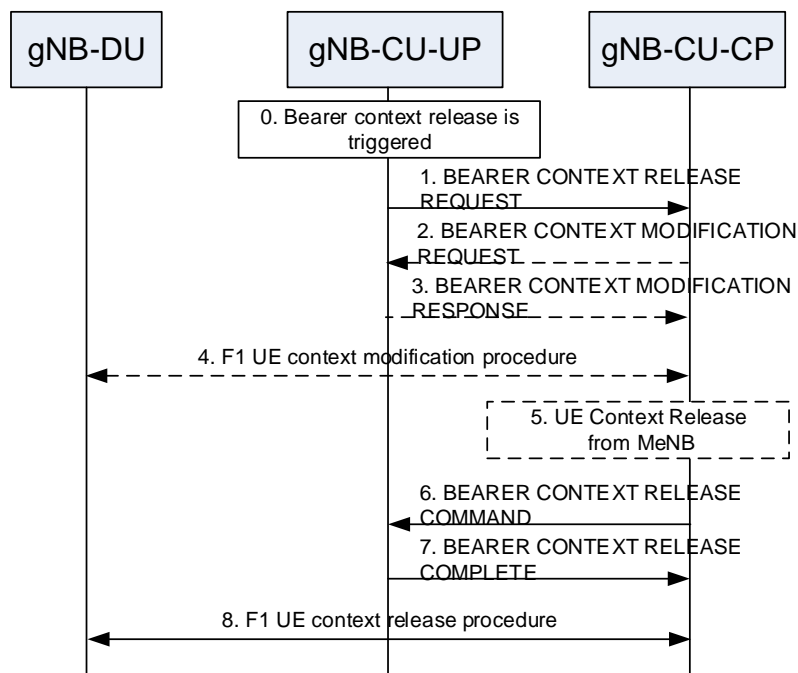 gNB-DU
gNB-CU-UP
gNB-CU-CP
0. Bearer context release is
triggered
1. BEARER CONTEXT RELEASE
REQUEST
2. BEARER CONTEXT MODIFICATION
REQUEST
3. BEARER CONTEXT MODIFICATION
RESPONSE
4. F1 UE context modification procedure
5. UE Context Release
from MeNB
6. BEARER CONTEXT RELEASE
COMMAND
7. BEARER CONTEXT RELEASE
COMPLETE
8. F1 UE context release procedure